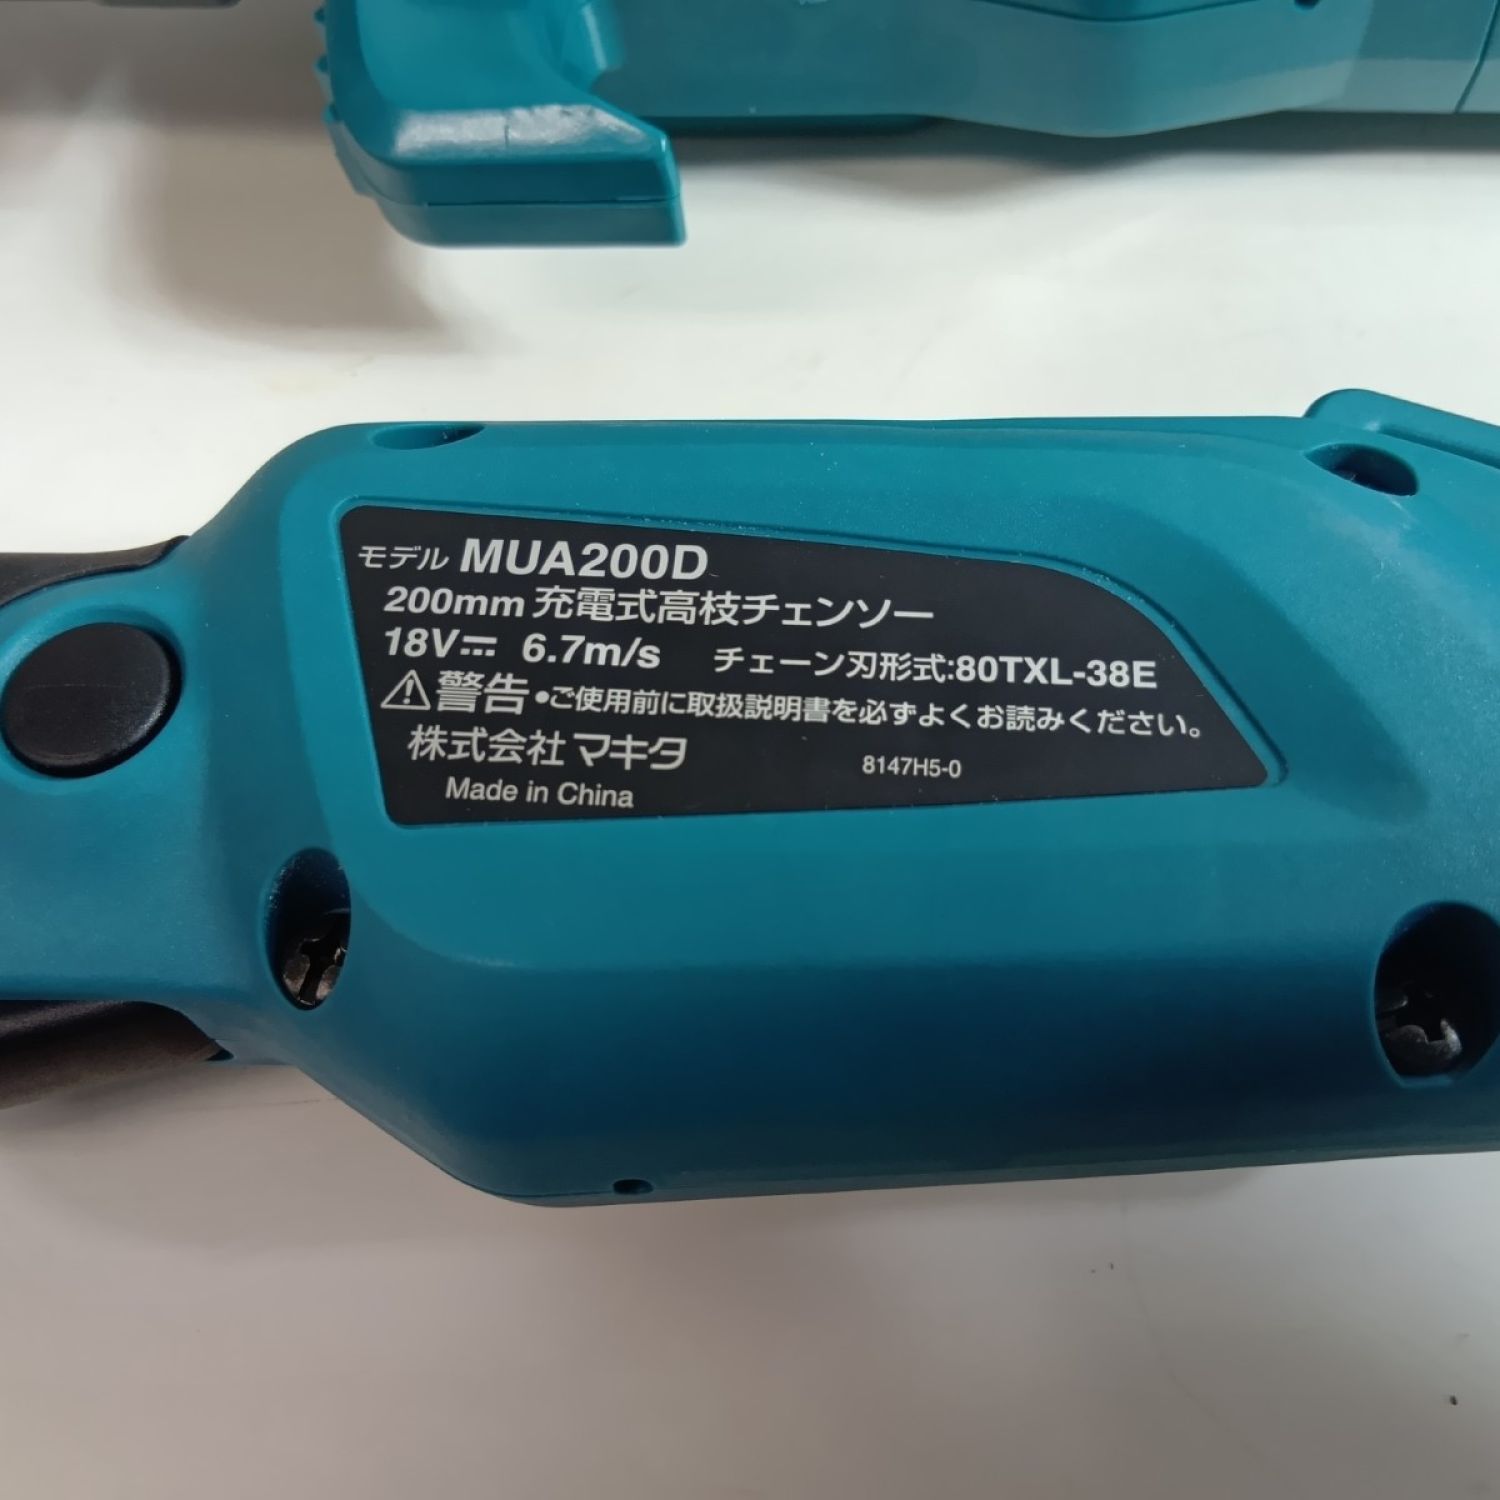 モデル MUA200D
200mm 充電式高枝チェンソー
18V⎓ 6.7m/s チェーン刃形式:80TXL-38E
⚠警告 •ご使用前に取扱説明書を必ずよくお読みください。
株式会社マキタ 8147H5-0
Made in China